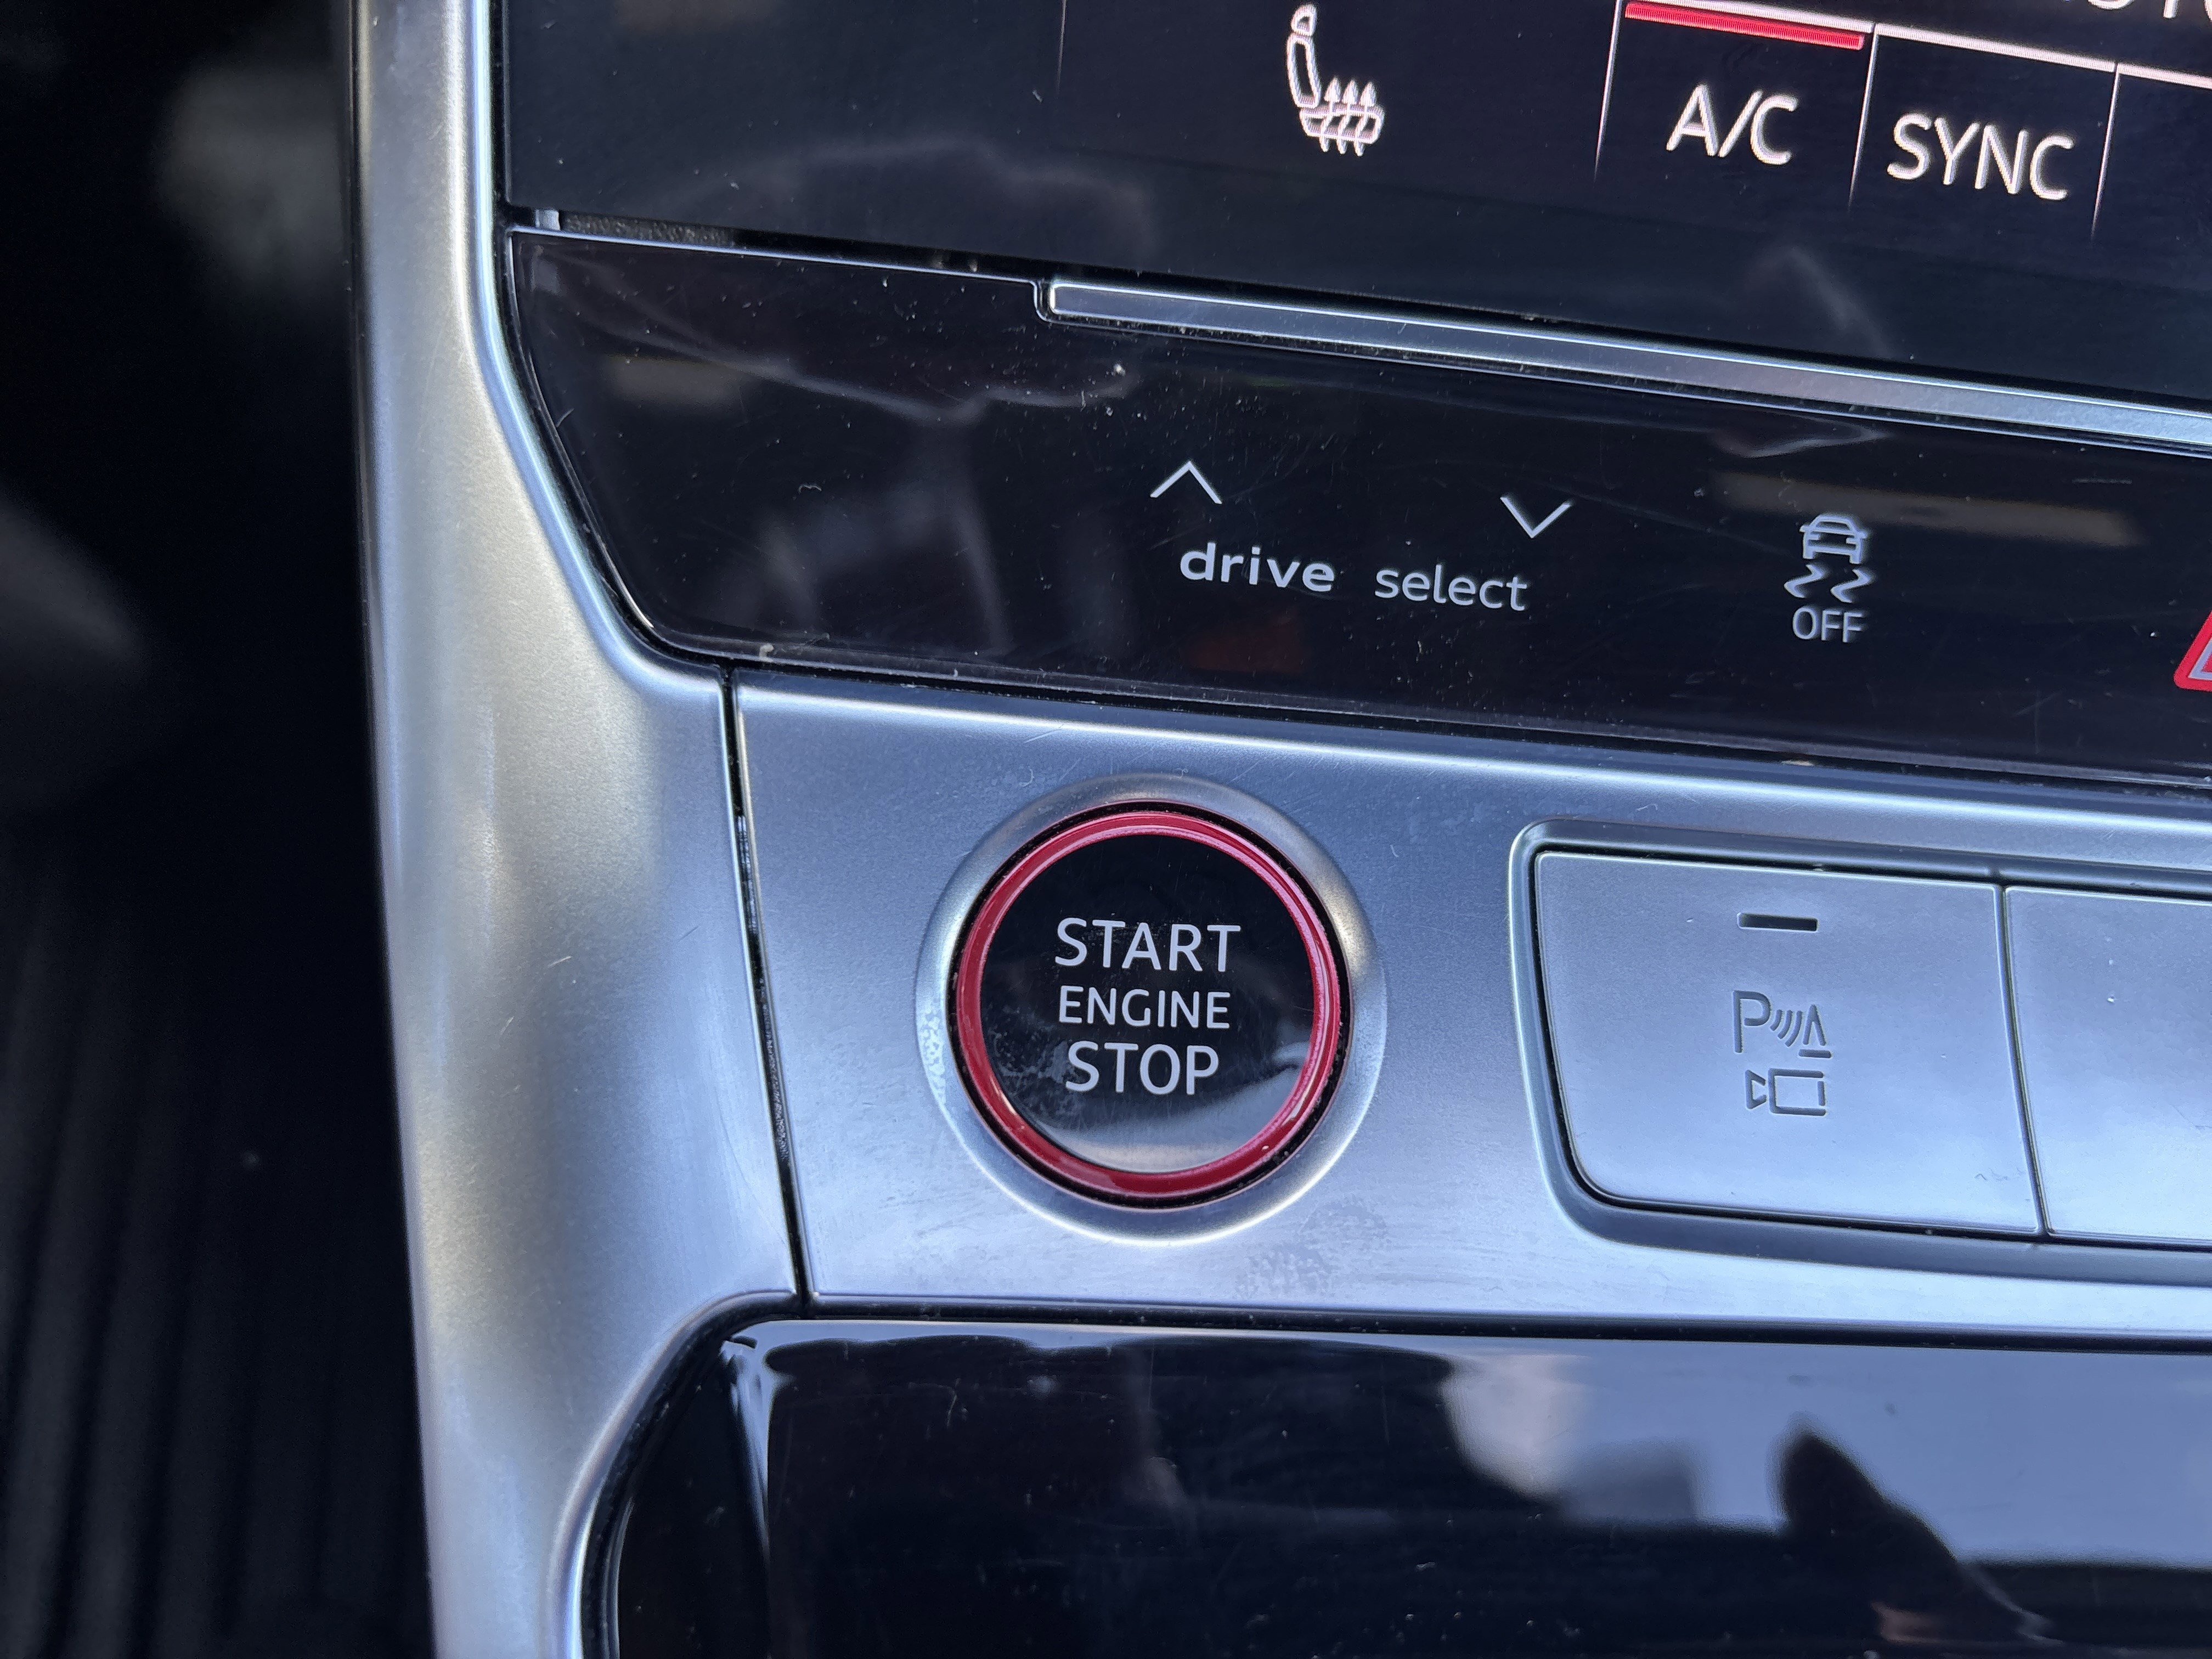 A/C
SYNC
drive select
OFF
START
ENGINE
STOP
P